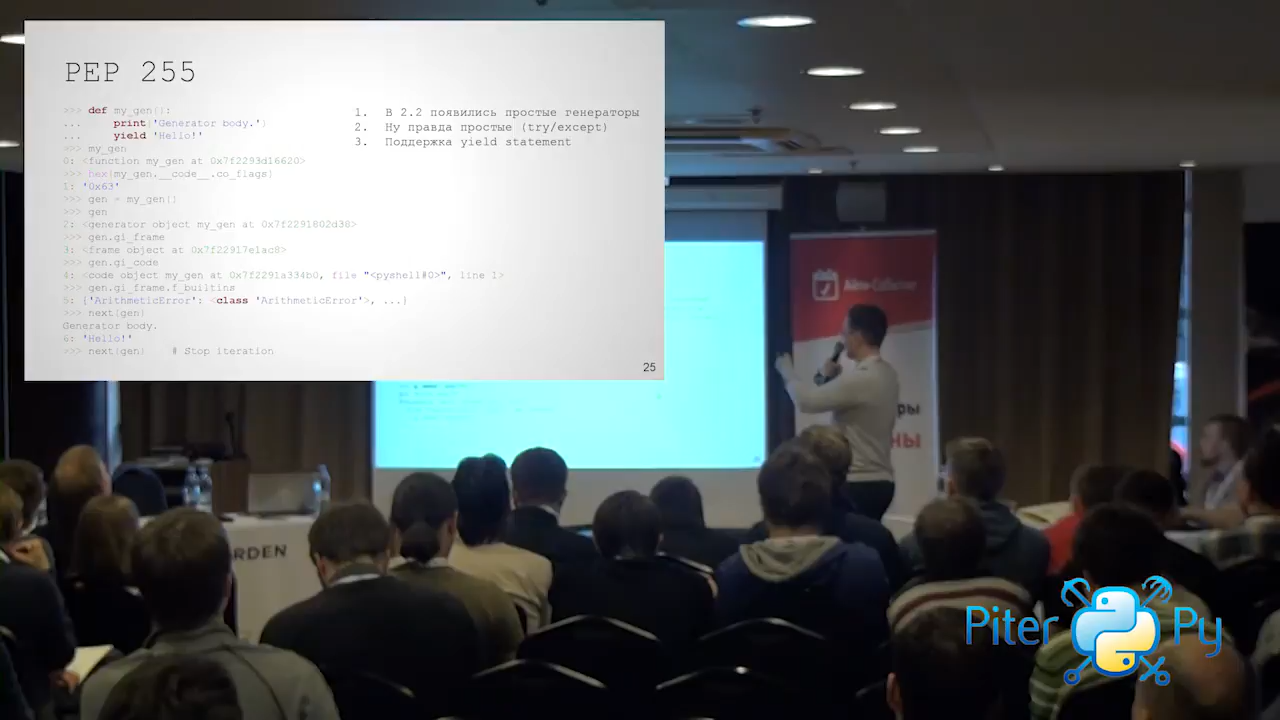 PEP 255
>>> def my_gen():
...     print('Generator body.')
...     yield 'Hello!'
>>> my_gen
0: <function my_gen at 0x7f2293d16620>
>>> hex(my_gen.__code__.co_flags)
1: '0x63'
>>> gen = my_gen()
>>> gen
2: <generator object my_gen at 0x7f2291802d38>
>>> gen.gi_frame
3: <frame object at 0x7f22917e1ac8>
>>> gen.gi_code
4: <code object my_gen at 0x7f2291a334b0, file "<pyshell#0>", line 1>
>>> gen.gi_frame.f_builtins
5: {'ArithmeticError': <class 'ArithmeticError'>, ...}
>>> next(gen)
Generator body.
6: 'Hello!'
>>> next(gen)    # Stop iteration
1. В 2.2 появились простые генераторы
2. Ну правда простые (try/except)
3. Поддержка yield statement
25
RDEN
ры
ны
Piter Py